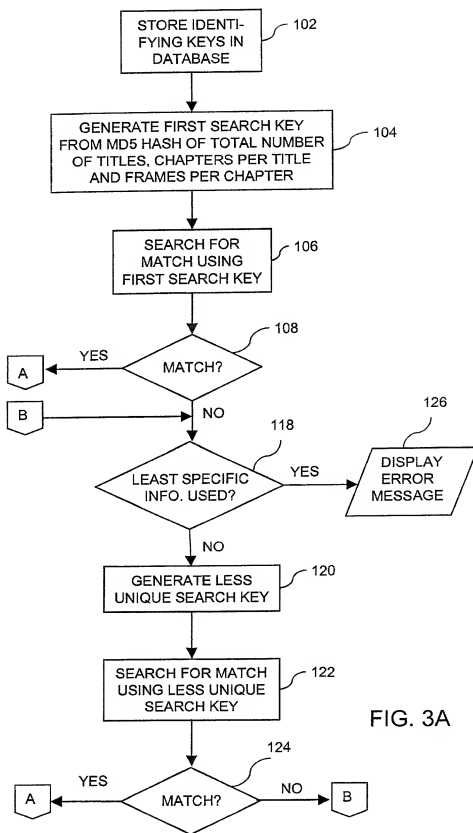 STORE IDENTI-
FYING KEYS IN
DATABASE
102
GENERATE FIRST SEARCH KEY
FROM MD5 HASH OF TOTAL NUMBER
OF TITLES, CHAPTERS PER TITLE
AND FRAMES PER CHAPTER
104
SEARCH FOR
MATCH USING
FIRST SEARCH KEY
106
108
MATCH?
YES
A
NO
B
118
LEAST SPECIFIC
INFO. USED?
YES
126
DISPLAY
ERROR
MESSAGE
NO
GENERATE LESS
UNIQUE SEARCH KEY
120
SEARCH FOR MATCH
USING LESS UNIQUE
SEARCH KEY
122
FIG. 3A
124
MATCH?
YES
A
NO
B